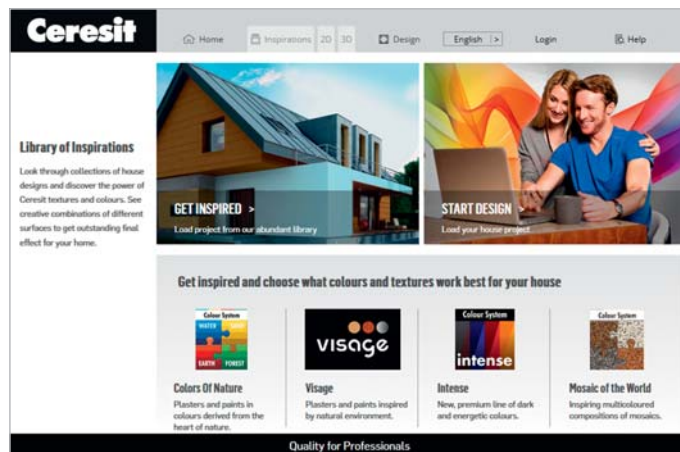 Ceresit
Home
Inspirations 2D 3D
Design
English >
Login
Help
Library of Inspirations
Look through collections of house
designs and discover the power of
Ceresit textures and colours. See
creative combinations of different
surfaces to get outstanding final
effect for your home.
GET INSPIRED >
Load project from our abundant library
START DESIGN >
Load your house project
Get inspired and choose what colours and textures work best for your house
Colour System
WATER
EARTH FOREST
Colors Of Nature
Plasters and paints in
colours derived from the
heart of nature.
VISAGE
Visage
Plasters and paints inspired
by natural environment.
Colour System
intense
Intense
New, premium line of dark
and energetic colours.
Colour System
Mosaic of the World
Inspiring multicoloured
compositions of mosaics.
Quality for Professionals